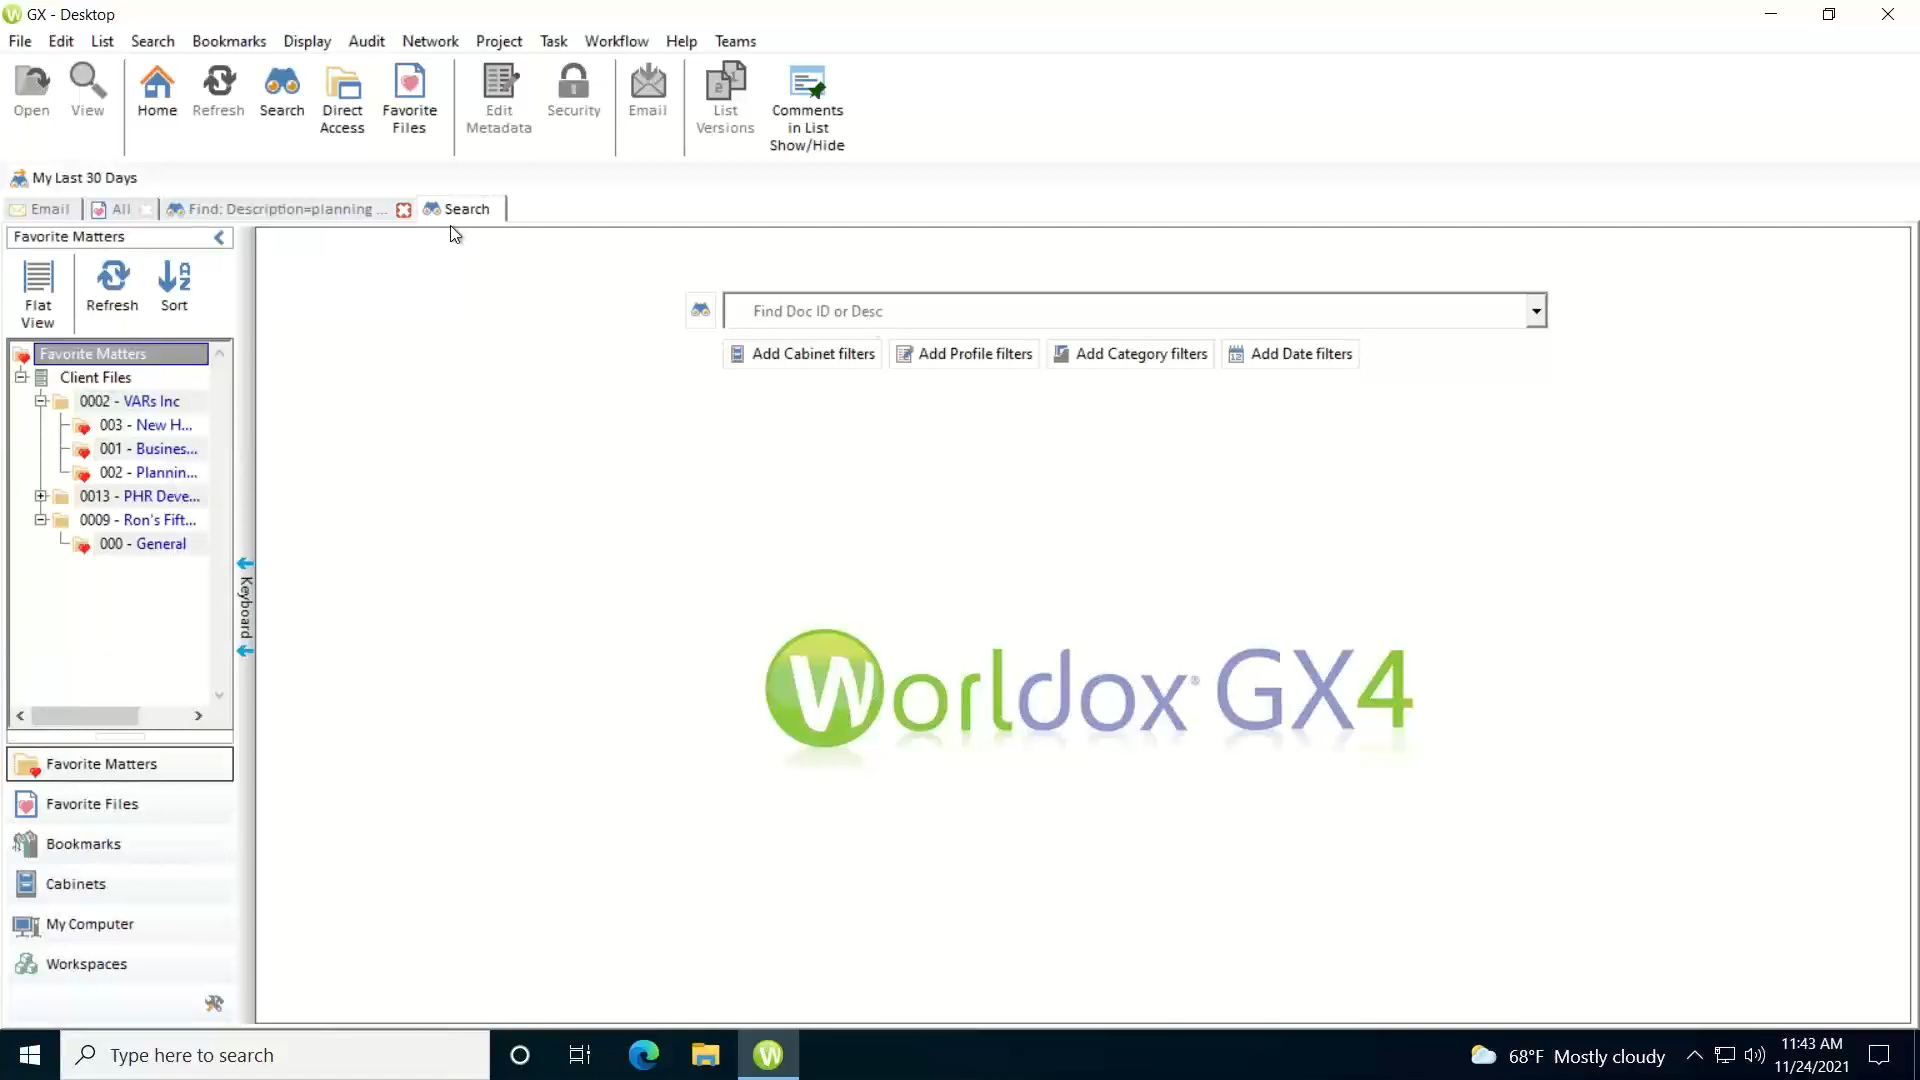 GX - Desktop
File Edit List Search Bookmarks Display Audit Network Project Task Workflow Help Teams
Open View Home Refresh Search Direct Access Favorite Files Edit Metadata Security Email List Versions Comments in List Show/Hide
My Last 30 Days
Email All Find: Description=planning ... Search
Favorite Matters
Flat View Refresh Sort
Favorite Matters
Client Files
0002 - VARs Inc
003 - New H...
001 - Busines...
002 - Plannin...
0013 - PHR Deve...
0009 - Ron's Fift...
000 - General
Keyboard
Favorite Matters
Favorite Files
Bookmarks
Cabinets
My Computer
Workspaces
Find Doc ID or Desc
Add Cabinet filters Add Profile filters Add Category filters 12 Add Date filters
Worldox® GX4
Type here to search
68°F Mostly cloudy
11:43 AM
11/24/2021